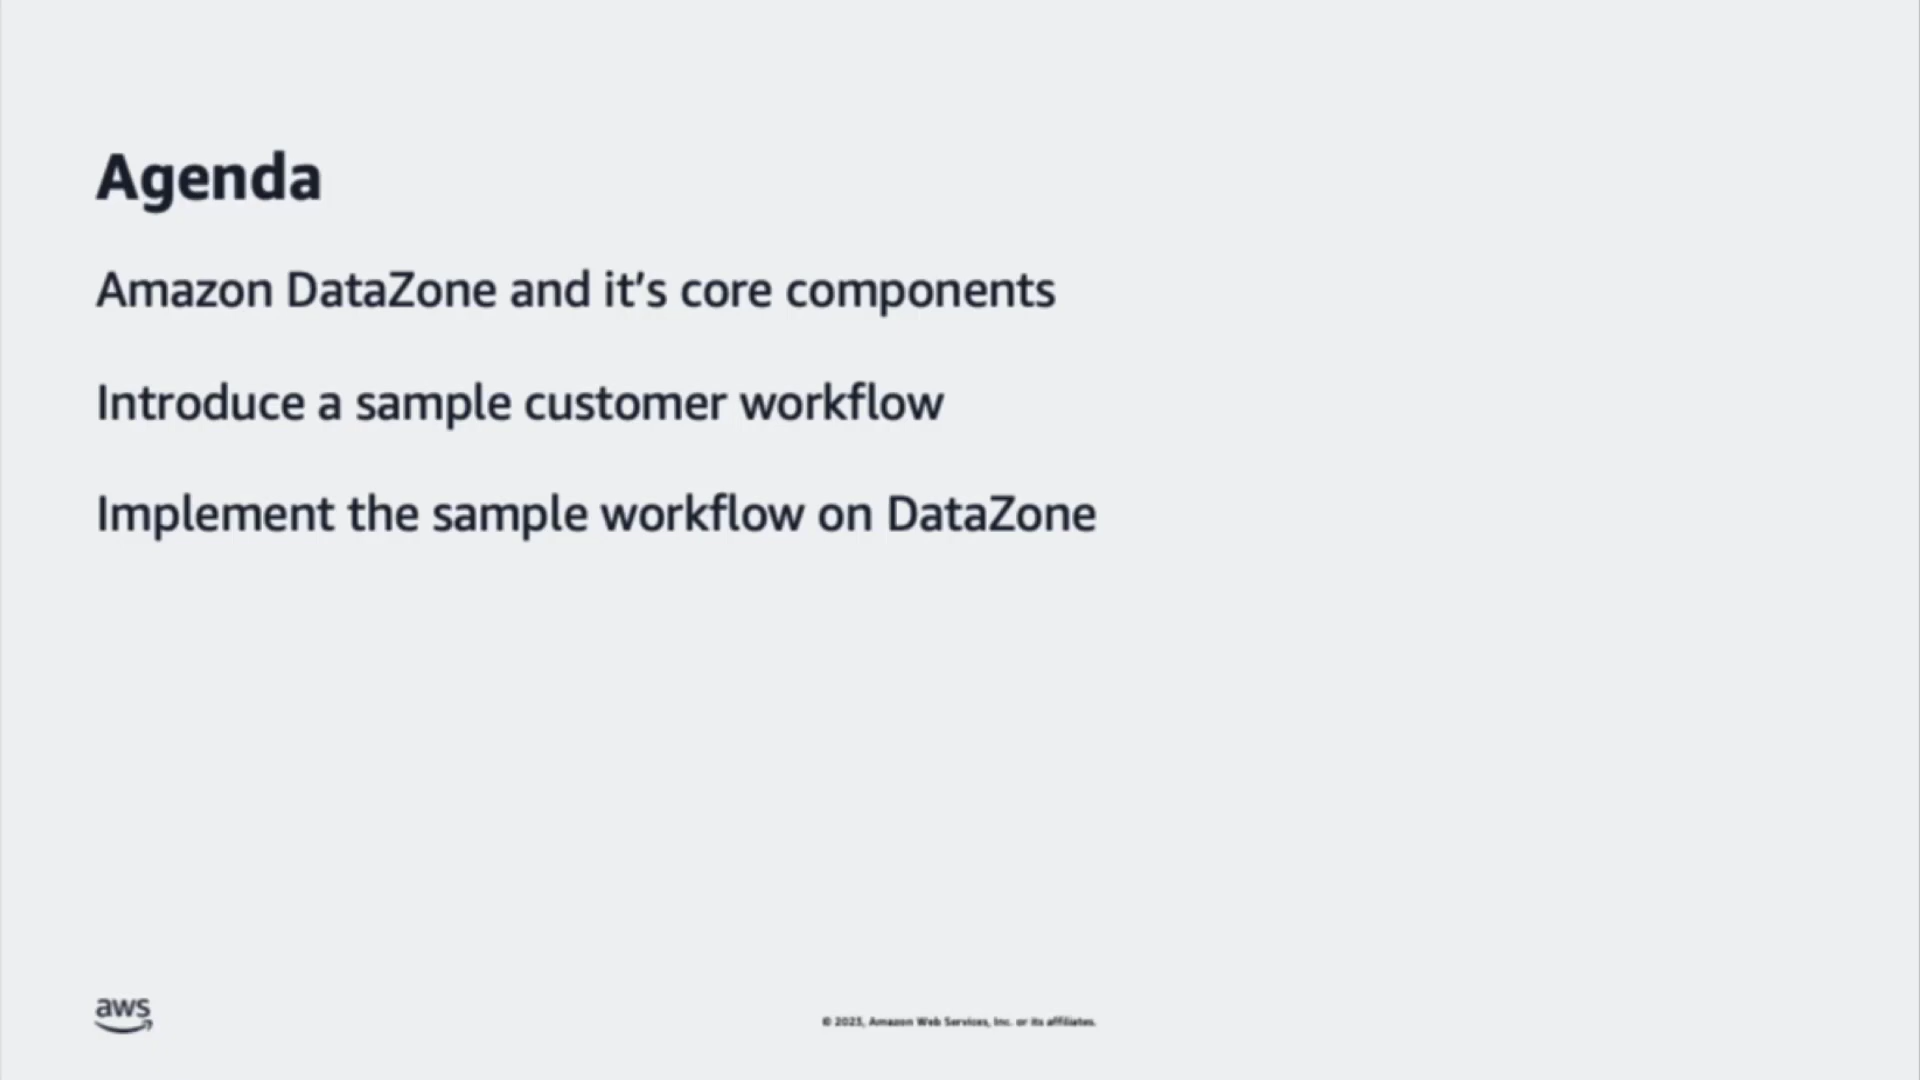 Agenda
Amazon DataZone and it’s core components
Introduce a sample customer workflow
Implement the sample workflow on DataZone
aws
© 2023, Amazon Web Services, Inc. or its affiliates.